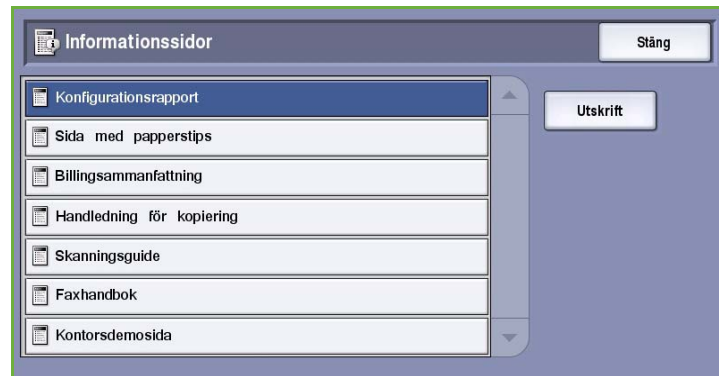 Informationssidor
Stäng
Konfigurationsrapport
Utskrift
Sida med papperstips
Billingsammanfattning
Handledning för kopiering
Skanningsguide
Faxhandbok
Kontorsdemosida